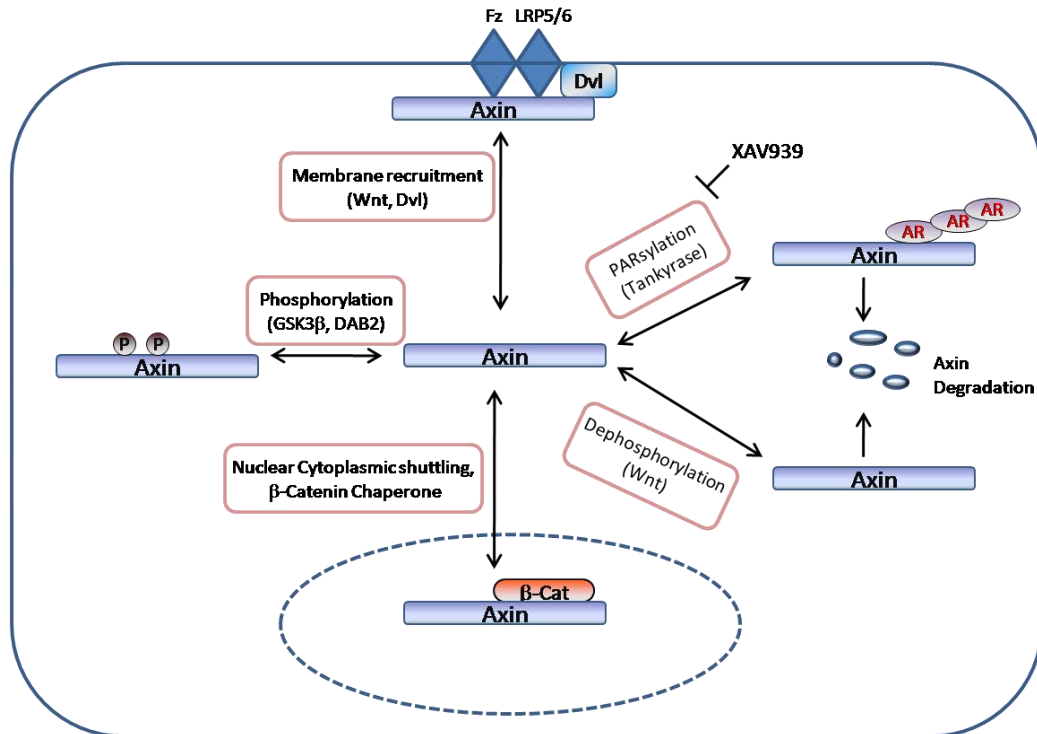 Fz LRP5/6
Dvl
Axin
XAV939
Membrane recruitment
(Wnt, Dvl)
PARsylation
(Tankyrase)
AR AR AR
Axin
Phosphorylation
(GSK3β, DAB2)
P P
Axin
Axin
Axin
Degradation
Dephosphorylation
(Wnt)
Nuclear Cytoplasmic shuttling,
β-Catenin Chaperone
Axin
β-Cat
Axin